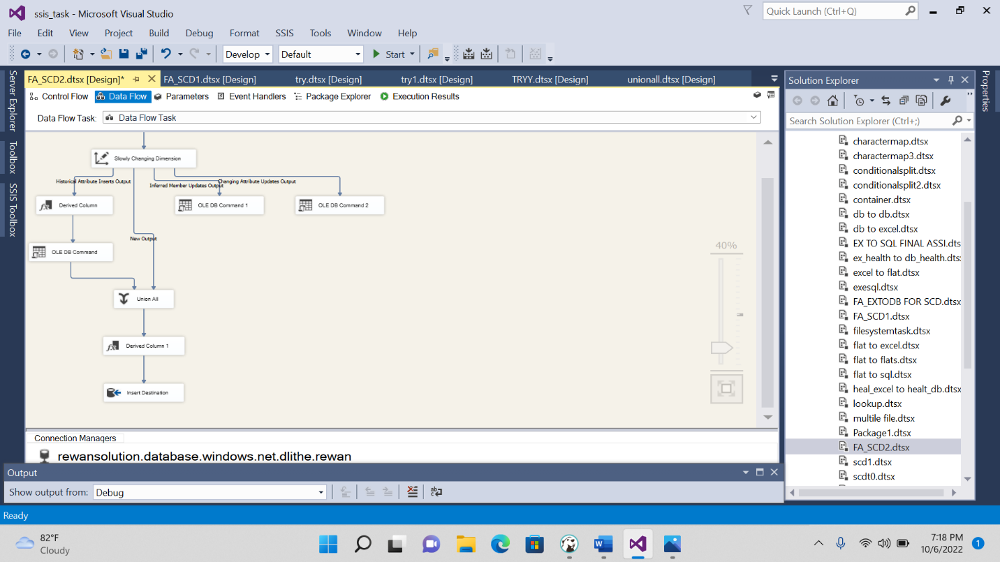 ssis_task - Microsoft Visual Studio
Quick Launch (Ctrl+Q)
File Edit View Project Build Debug Format SSIS Tools Window Help
Develop Default Start
Server Explorer
Toolbox
SSIS Toolbox
FA_SCD2.dtsx [Design]* FA_SCD1.dtsx [Design] try.dtsx [Design] try1.dtsx [Design] TRYY.dtsx [Design] unionall.dtsx [Design]
Control Flow Data Flow Parameters Event Handlers Package Explorer Execution Results
Data Flow Task: Data Flow Task
Slowly Changing Dimension
Historical Attribute Inserts Output
Inferred Member Updates Output
Changing Attribute Updates Output
Derived Column
OLE DB Command 1
OLE DB Command 2
New Output
OLE DB Command
Union All
Derived Column 1
Insert Destination
40%
Connection Managers
rewansolution.database.windows.net.dlithe.rewan
Output
Show output from: Debug
Solution Explorer
Search Solution Explorer (Ctrl+;)
charactermap.dtsx
charactermap3.dtsx
conditionalsplit.dtsx
conditionalsplit2.dtsx
container.dtsx
db to db.dtsx
db to excel.dtsx
EX TO SQL FINAL ASSI.dts
ex_health to db_health.dts
excel to flat.dtsx
exesql.dtsx
FA_EXTODB FOR SCD.dtsx
FA_SCD1.dtsx
filesystemtask.dtsx
flat to excel.dtsx
flat to flats.dtsx
flat to sql.dtsx
heal_excel to healt_db.dtsx
lookup.dtsx
multile file.dtsx
Package1.dtsx
FA_SCD2.dtsx
scd1.dtsx
scdt0.dtsx
Properties
Ready
82°F
Cloudy
7:18 PM
10/6/2022
1